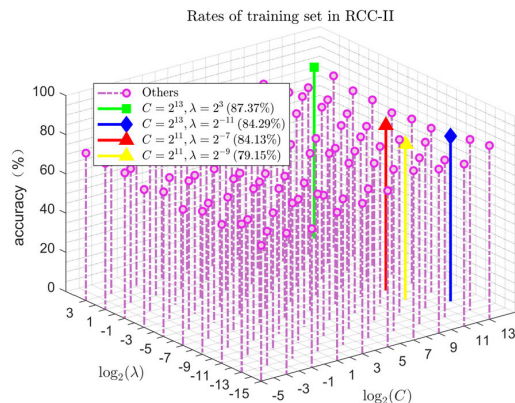 Rates of training set in RCC-II
Others
C = 2^13, λ = 2^3 (87.37%)
C = 2^13, λ = 2^-11 (84.29%)
C = 2^11, λ = 2^-7 (84.13%)
C = 2^11, λ = 2^-9 (79.15%)
accuracy（%）
100
80
60
40
20
0
3
1
-1
-3
-5
-7
-9
-11
-13
-15
log₂(λ)
-5
-3
-1
1
3
5
7
9
11
13
log₂(C)